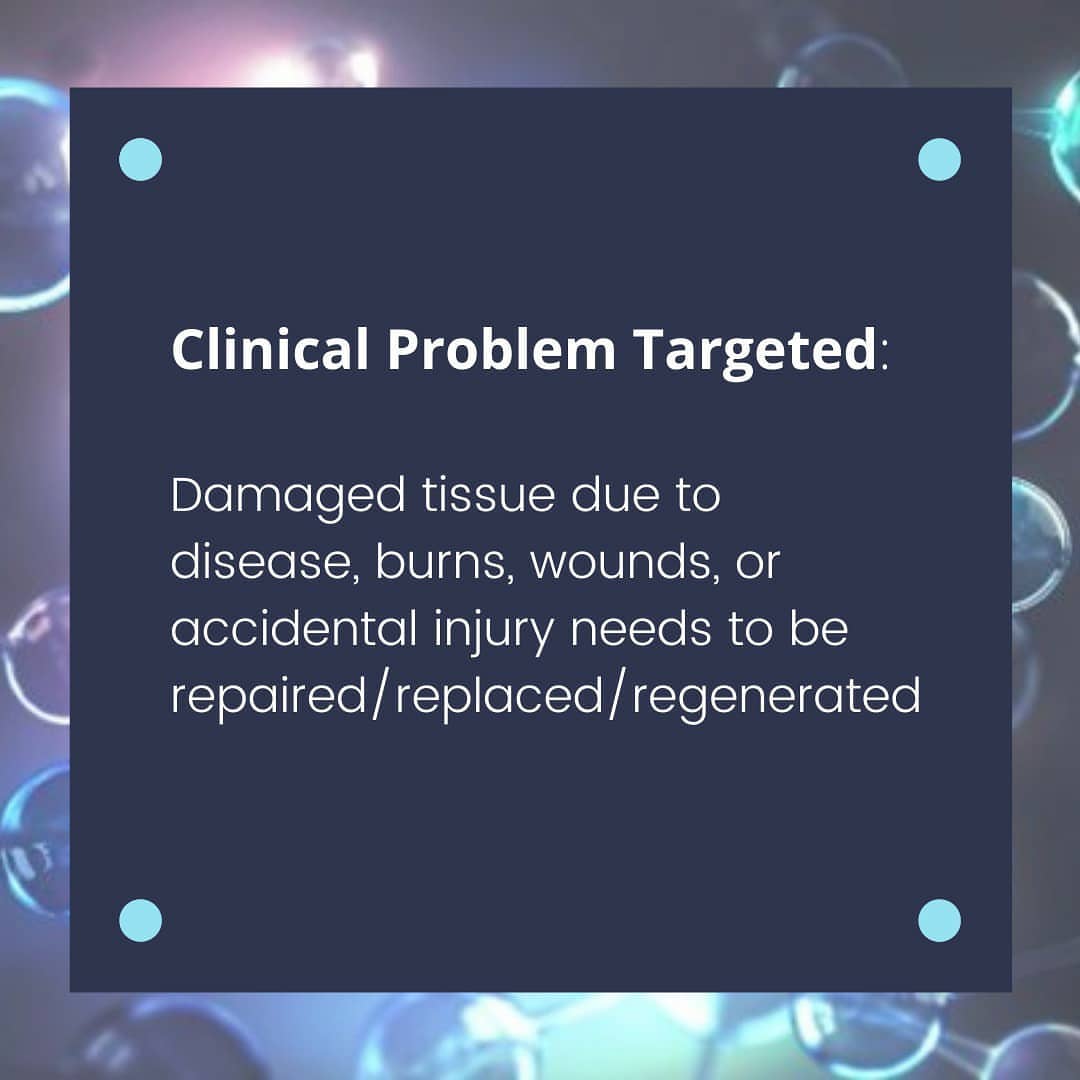 Clinical Problem Targeted:
Damaged tissue due to
disease, burns, wounds, or
accidental injury needs to be
repaired/replaced/regenerated